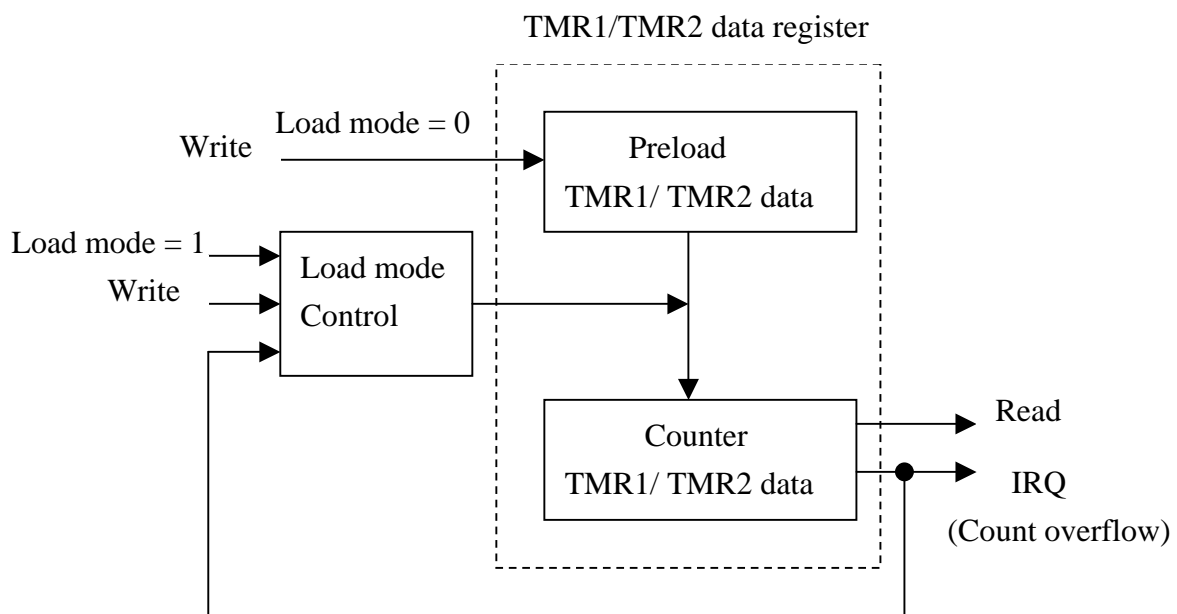 TMR1/TMR2 data register
Load mode = 0
Write
Preload
TMR1/ TMR2 data
Load mode = 1
Write
Load mode
Control
Counter
TMR1/ TMR2 data
Read
IRQ
(Count overflow)